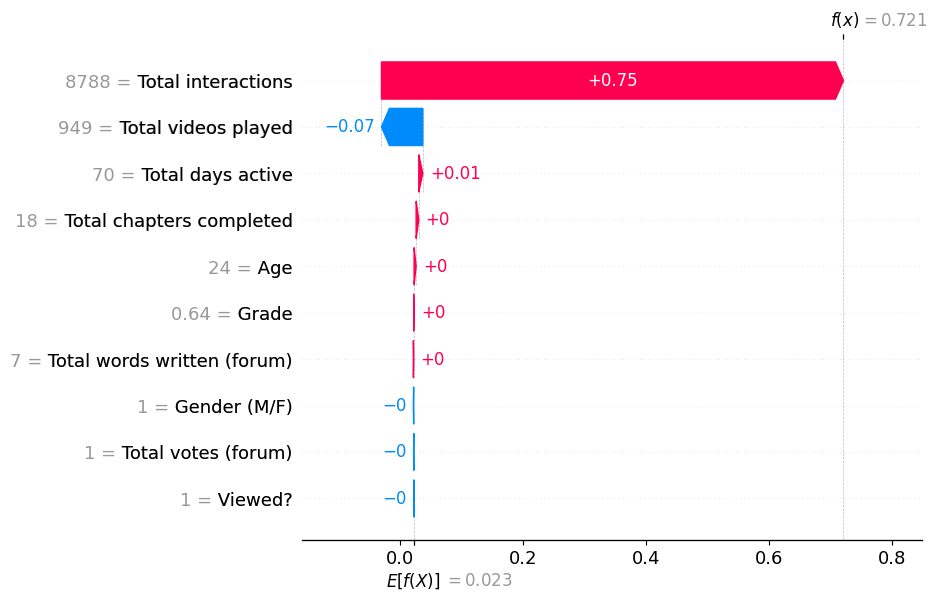 f(x) = 0.721
8788 = Total interactions +0.75
949 = Total videos played −0.07
70 = Total days active +0.01
18 = Total chapters completed +0
24 = Age +0
0.64 = Grade +0
7 = Total words written (forum) +0
1 = Gender (M/F) −0
1 = Total votes (forum) −0
1 = Viewed? −0
0.0 0.2 0.4 0.6 0.8
E[f(X)] = 0.023